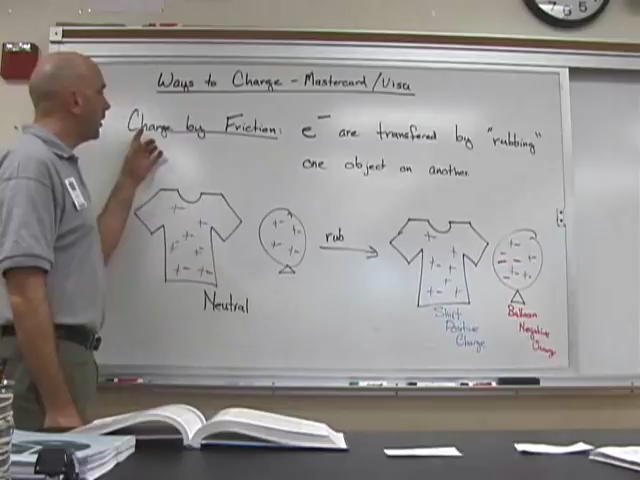 Ways to Charge - Mastercard/Visa
Charge by Friction: e⁻ are transfered by "rubbing"
one object on another.
rub
Neutral
Shirt
Positive
Charge
Balloon
Negative
Charge